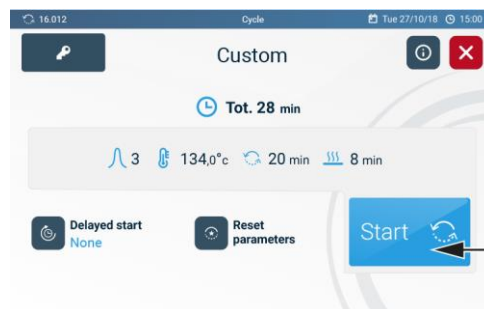 16.012 Cycle Tue 27/10/18 15:00
Custom
Tot. 28 min
3 134,0°c 20 min 8 min
Delayed start
None
Reset
parameters
Start